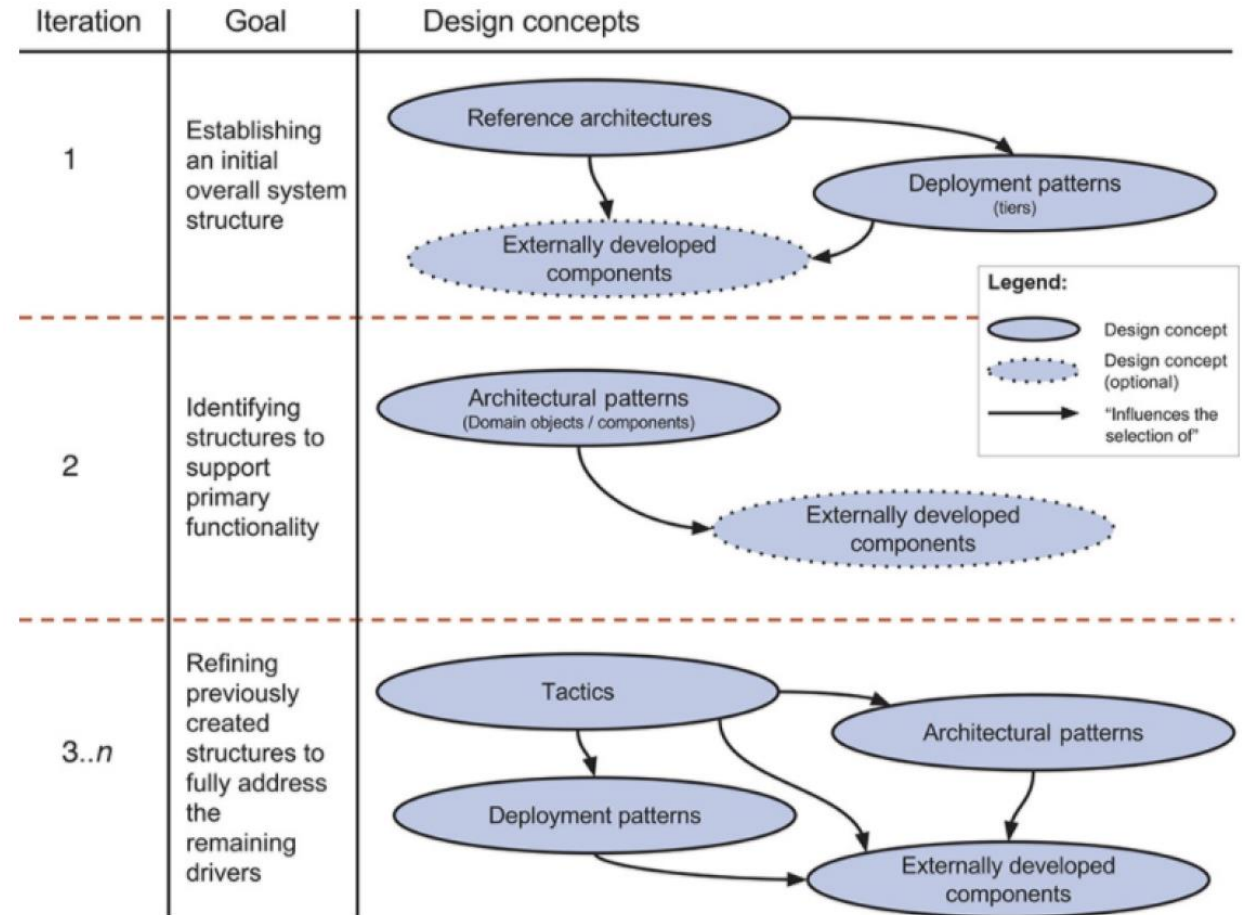 Iteration
Goal
Design concepts
1
Establishing
an initial
overall system
structure
Reference architectures
Deployment patterns
(tiers)
Externally developed
components
Legend:
Design concept
Design concept
(optional)
"Influences the
selection of"
2
Identifying
structures to
support
primary
functionality
Architectural patterns
(Domain objects / components)
Externally developed
components
3..n
Refining
previously
created
structures to
fully address
the
remaining
drivers
Tactics
Architectural patterns
Deployment patterns
Externally developed
components